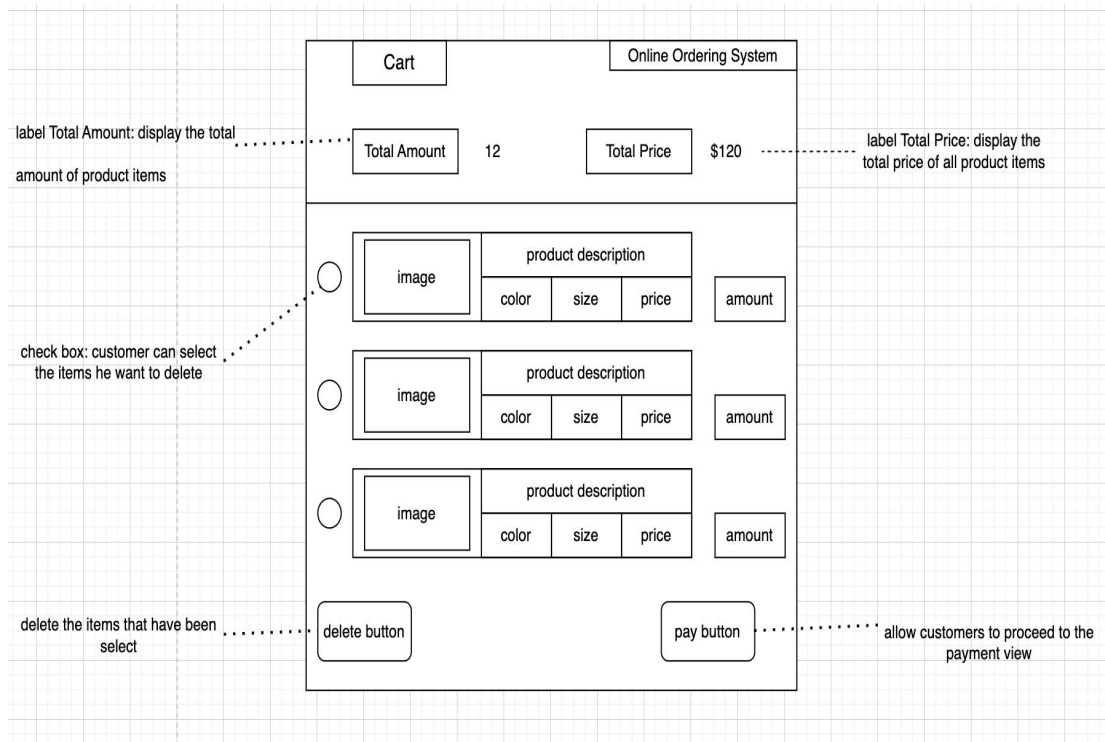 Cart
Online Ordering System
label Total Amount: display the total
amount of product items
Total Amount
12
Total Price
$120
label Total Price: display the
total price of all product items
image
product description
color
size
price
amount
check box: customer can select
the items he want to delete
image
product description
color
size
price
amount
image
product description
color
size
price
amount
delete the items that have been
select
delete button
pay button
allow customers to proceed to the
payment view